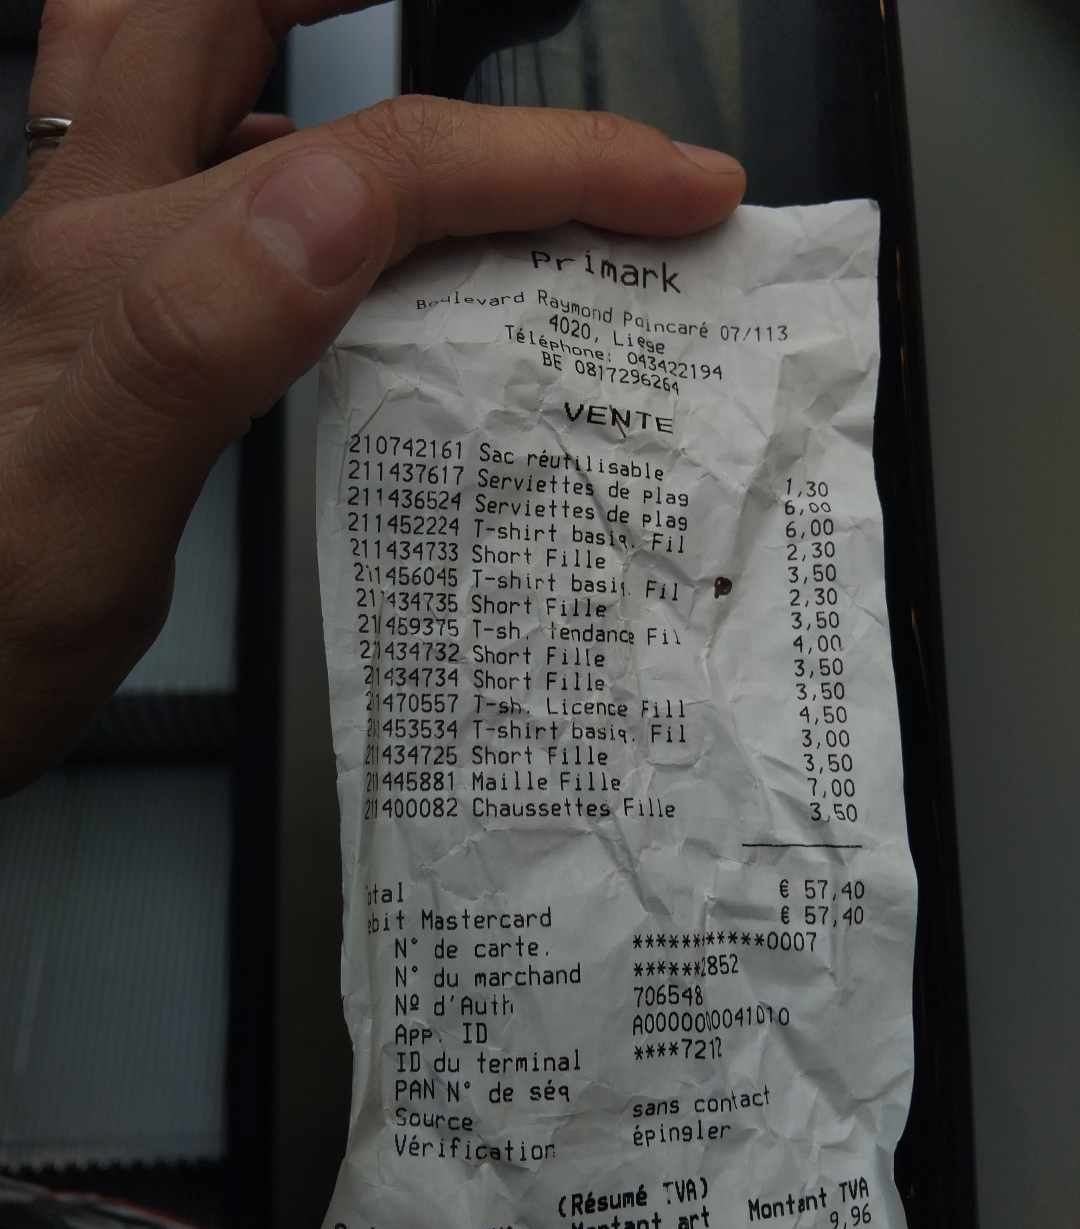 Primark
Boulevard Raymond Poincaré 07/113
4020, Liège
Téléphone: 043422194
BE 0817296264
VENTE
210742161 Sac réutilisable 1,30
211437617 Serviettes de plag 6,00
211436524 Serviettes de plag 6,00
211452224 T-shirt basiq. Fil 2,30
211434733 Short Fille 3,50
211456045 T-shirt basiq. Fil 2,30
211434735 Short Fille 3,50
211459375 T-sh. tendance Fil 4,00
211434732 Short Fille 3,50
211434734 Short Fille 3,50
211470557 T-sh. Licence Fill 4,50
211453534 T-shirt basiq. Fil 3,00
211434725 Short Fille 3,50
211445881 Maille Fille 7,00
211400082 Chaussettes Fille 3,50
otal € 57,40
ebit Mastercard € 57,40
N° de carte. ************0007
N° du marchand ******2852
Nº d'Auth 706548
App. ID A0000000041010
ID du terminal ****7212
PAN N° de séq
Source sans contact
Vérification épingler
(Résumé TVA)
Montant art Montant TVA
9,96